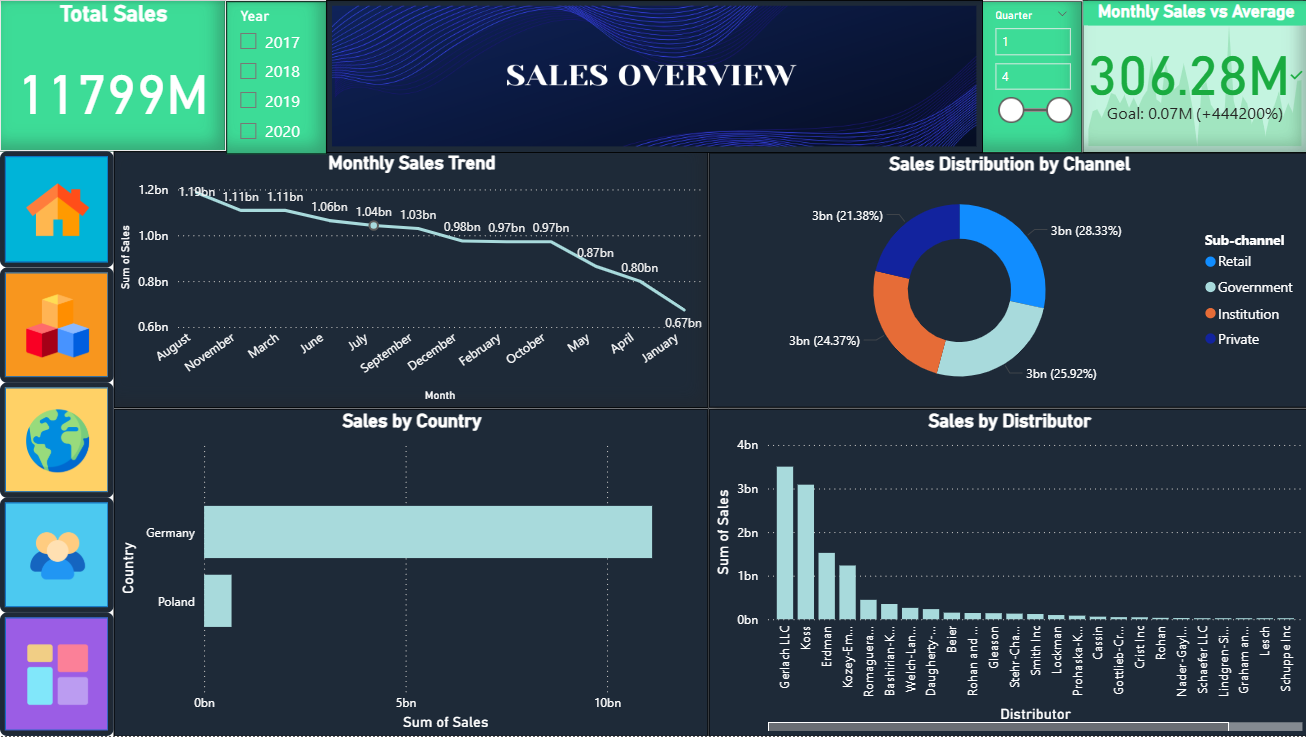 Total Sales
11799M
Year
2017
2018
2019
2020
SALES OVERVIEW
Quarter
1
4
Monthly Sales vs Average
306.28M
Goal: 0.07M (+444200%)
Monthly Sales Trend
Sum of Sales
1.2bn
1.0bn
0.8bn
0.6bn
1.19bn
1.11bn
1.11bn
1.06bn
1.04bn
1.03bn
0.98bn
0.97bn
0.97bn
0.87bn
0.80bn
0.67bn
August
November
March
June
July
September
December
February
October
May
April
January
Month
Sales Distribution by Channel
3bn (21.38%)
3bn (28.33%)
3bn (24.37%)
3bn (25.92%)
Sub-channel
Retail
Government
Institution
Private
Sales by Country
Country
Germany
Poland
0bn
5bn
10bn
Sum of Sales
Sales by Distributor
Sum of Sales
4bn
3bn
2bn
1bn
0bn
Gerlach LLC
Koss
Erdman
Kozey-Em...
Romaguera...
Bashirian-K...
Welch-Lan...
Daugherty-...
Beier
Rohan and ...
Gleason
Stehr-Cha...
Smith Inc
Lockman
Prohaska-K...
Cassin
Gottlieb-Cr...
Crist Inc
Rohan
Nader-Gayl...
Schaefer LLC
Lindgren-Sl...
Graham an...
Lesch
Schuppe Inc
Distributor